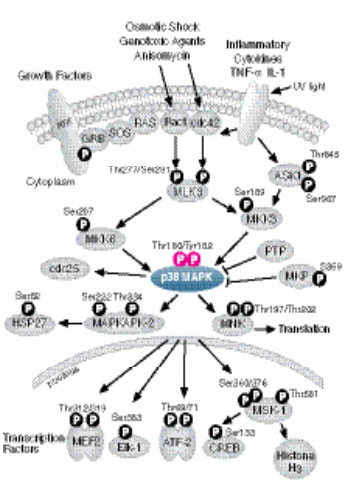 Osmotic Shock
Genotoxic Agents
Anisomycin
Inflammatory
Cytokines
TNF-α IL-1
Growth Factors
UV light
RAS
Rac1
cdc42
SOS
GRB
P
Cytoplasm
Thr277/Ser281
P P
MLK3
Thr845
P
ASK1
P
Ser967
Ser189
P
MKK3
Ser207
P
MKK6
Thr180/Tyr182
P P
p38 MAPK
PTP
cdc25
MKP
P
S359
Ser82
P
HSP27
Ser222 Thr334
P P
MAPKAPK-2
P P
Thr197/Thr202
MNK
Translation
Ser360/376
P P P
Thr581
MSK-1
Thr312/319
P P
MEF2
Ser383
P
Elk-1
Thr69/71
P P
ATF-2
P
Ser133
CREB
Histone
H3
Transcription
Factors